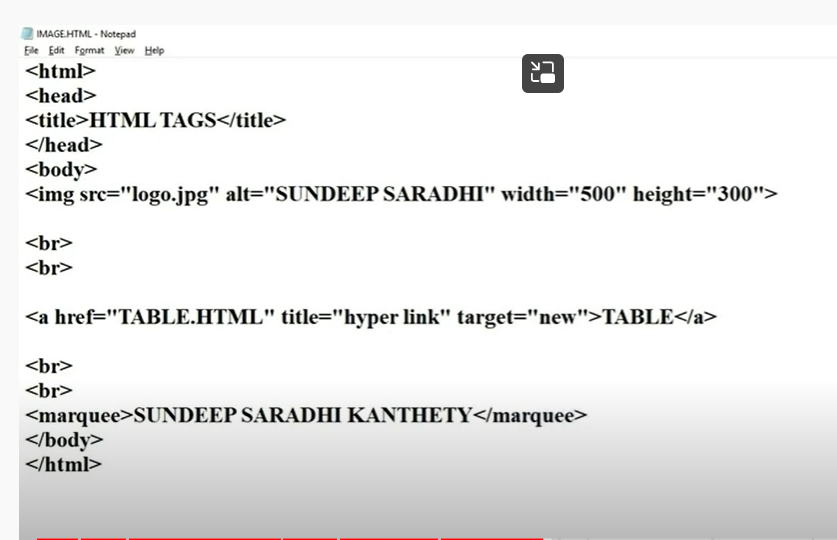 IMAGE.HTML - Notepad
File Edit Format View Help
<html>
<head>
<title>HTML TAGS</title>
</head>
<body>
<img src="logo.jpg" alt="SUNDEEP SARADHI" width="500" height="300">
<br>
<br>
<a href="TABLE.HTML" title="hyper link" target="new">TABLE</a>
<br>
<br>
<marquee>SUNDEEP SARADHI KANTHETY</marquee>
</body>
</html>